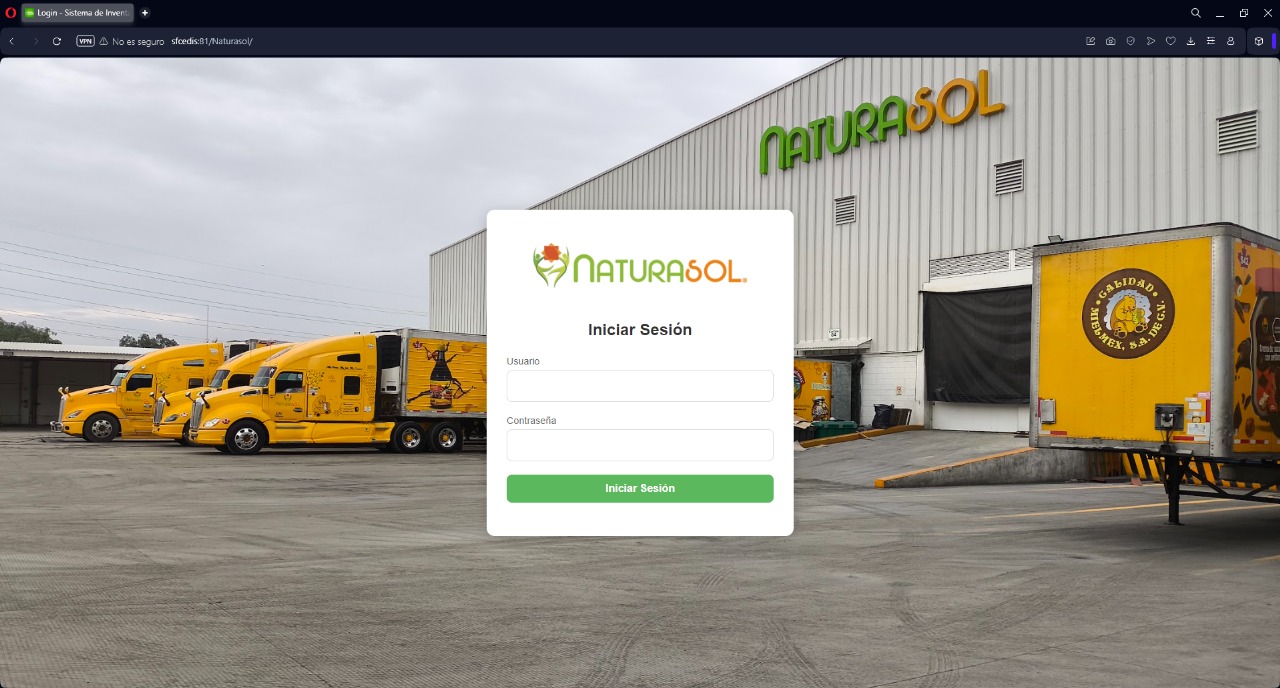 Login - Sistema de Invent
VPN
No es seguro
sfcedis:81/Naturasol/
NATURASOL
NATURASOL
Iniciar Sesión
Usuario
Contraseña
Iniciar Sesión
CALIDAD
MIELMEX, S.A. DE C.V.